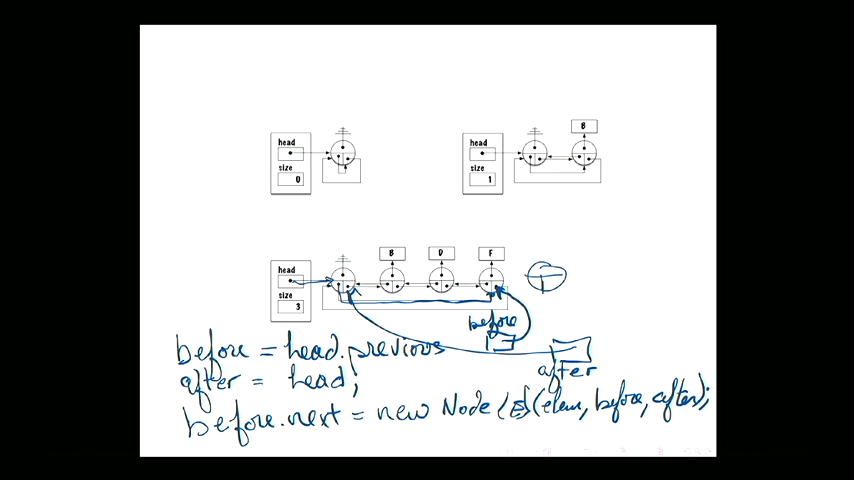 B
head
size
0
head
size
1
B
D
F
head
size
3
before
before = head.previous
after = head;
after
before.next = new Node <E>(elem, before, after);